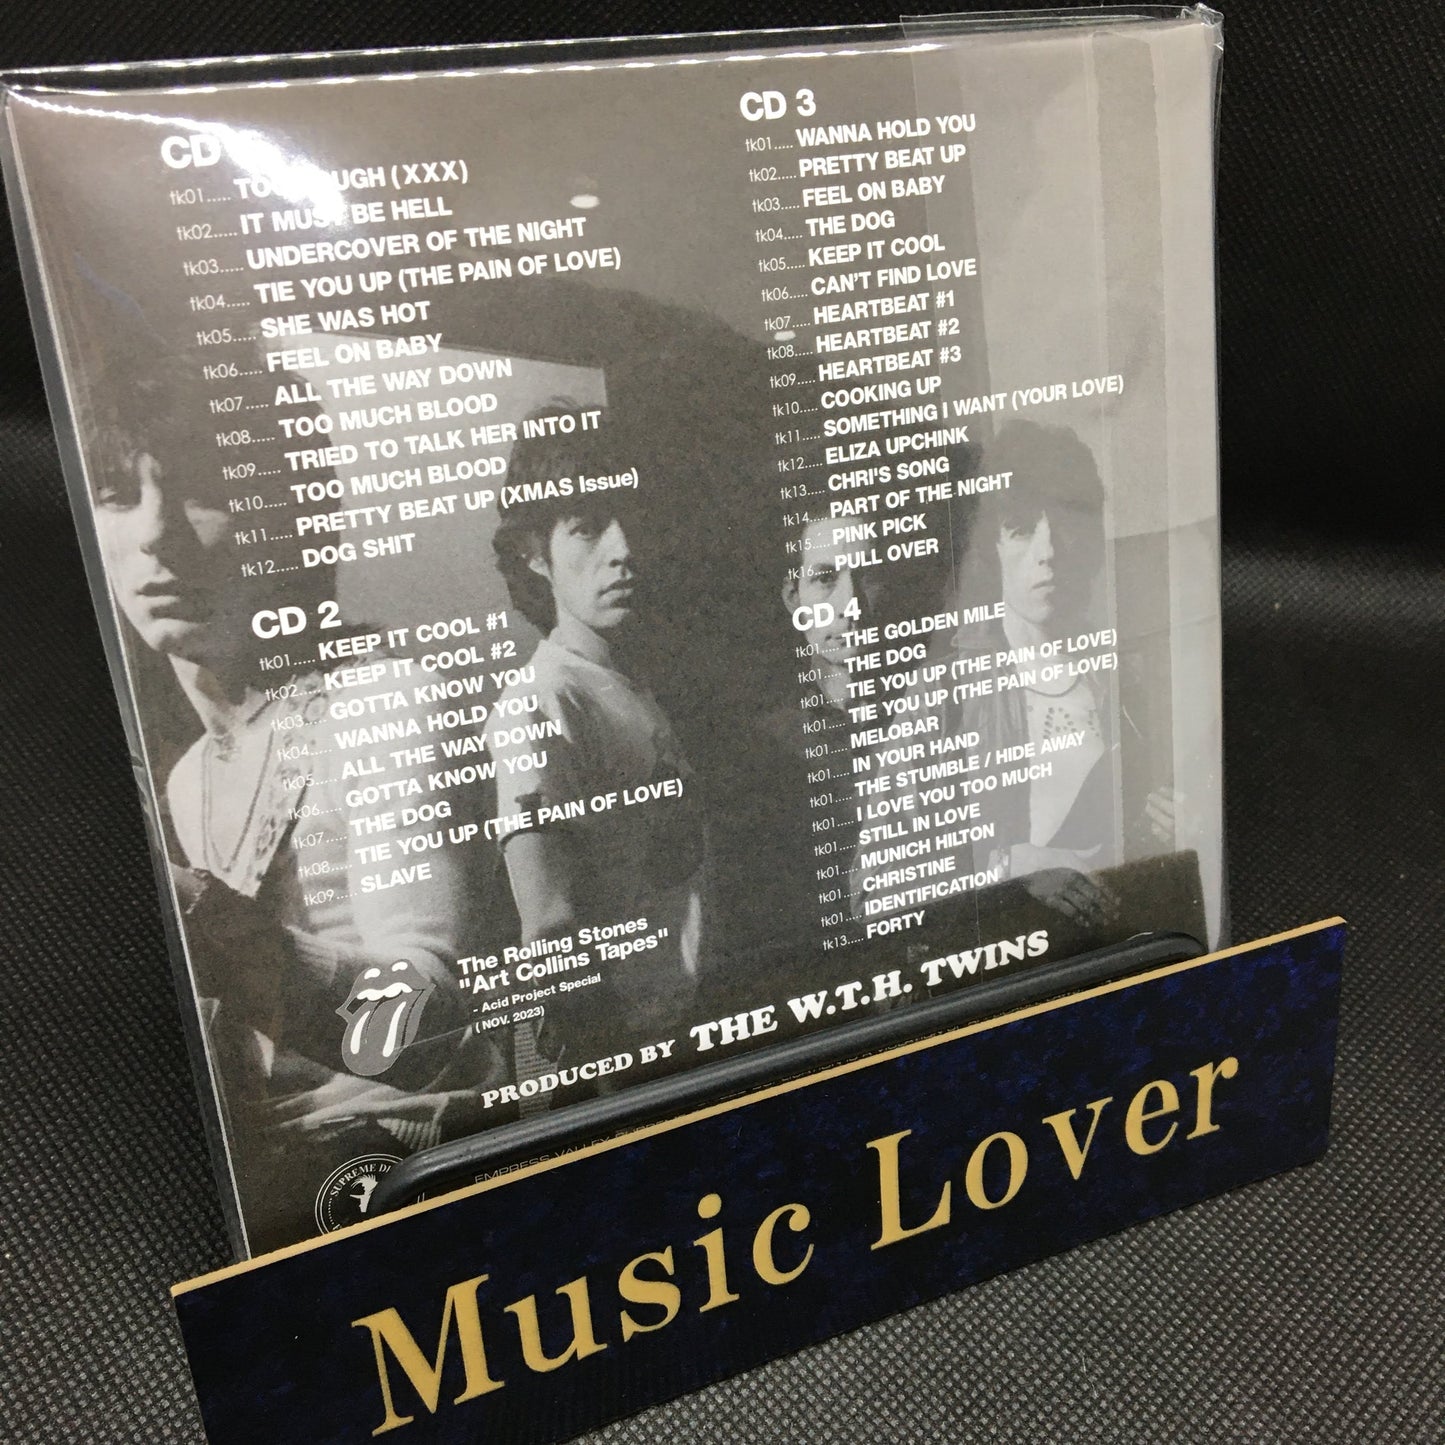 CD
tk01..... TO UGH (XXX)
tk02..... IT MUST BE HELL
tk03..... UNDERCOVER OF THE NIGHT
tk04..... TIE YOU UP (THE PAIN OF LOVE)
tk05..... SHE WAS HOT
tk06..... FEEL ON BABY
tk07..... ALL THE WAY DOWN
tk08..... TOO MUCH BLOOD
tk09..... TRIED TO TALK HER INTO IT
tk10..... TOO MUCH BLOOD
tk11..... PRETTY BEAT UP (XMAS Issue)
tk12..... DOG SHIT
CD 2
tk01..... KEEP IT COOL #1
tk02..... KEEP IT COOL #2
tk03..... GOTTA KNOW YOU
tk04..... WANNA HOLD YOU
tk05..... ALL THE WAY DOWN
tk06..... GOTTA KNOW YOU
tk07..... THE DOG
tk08..... TIE YOU UP (THE PAIN OF LOVE)
tk09..... SLAVE
CD 3
tk01..... WANNA HOLD YOU
tk02..... PRETTY BEAT UP
tk03..... FEEL ON BABY
tk04..... THE DOG
tk05..... KEEP IT COOL
tk06..... CAN'T FIND LOVE
tk07..... HEARTBEAT #1
tk08..... HEARTBEAT #2
tk09..... HEARTBEAT #3
tk10..... COOKING UP
tk11..... SOMETHING I WANT (YOUR LOVE)
tk12..... ELIZA UPCHINK
tk13..... CHRI'S SONG
tk14..... PART OF THE NIGHT
tk15..... PINK PICK
tk16..... PULL OVER
CD 4
tk01..... THE GOLDEN MILE
tk01..... THE DOG
tk01..... TIE YOU UP (THE PAIN OF LOVE)
tk01..... TIE YOU UP (THE PAIN OF LOVE)
tk01..... MELOBAR
tk01..... IN YOUR HAND
tk01..... THE STUMBLE / HIDE AWAY
tk01..... I LOVE YOU TOO MUCH
tk01..... STILL IN LOVE
tk01..... MUNICH HILTON
tk01..... CHRISTINE
tk01..... IDENTIFICATION
tk13..... FORTY
The Rolling Stones
"Art Collins Tapes"
- Acid Project Special
( NOV. 2023)
PRODUCED BY THE W.T.H. TWINS
SUPREME
EMPRESS VALLEY
Music Lover